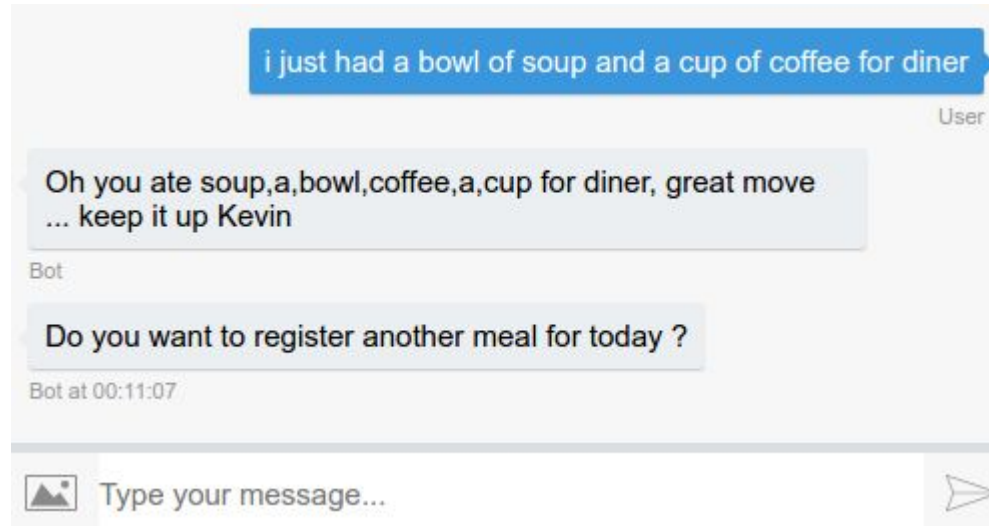 i just had a bowl of soup and a cup of coffee for diner
User
Oh you ate soup,a,bowl,coffee,a,cup for diner, great move
... keep it up Kevin
Bot
Do you want to register another meal for today ?
Bot at 00:11:07
Type your message...